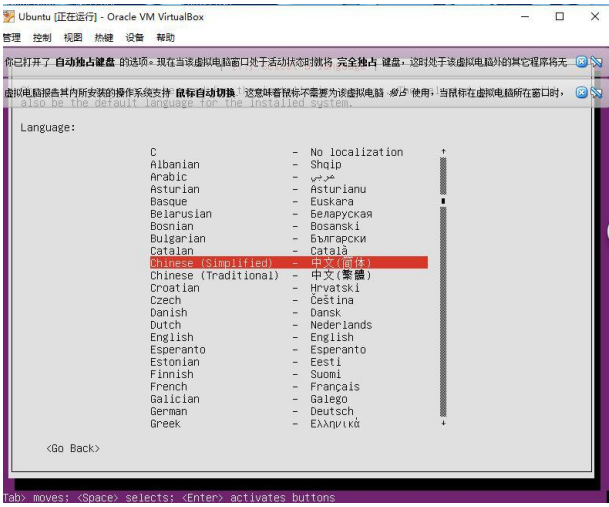 Ubuntu [正在运行] - Oracle VM VirtualBox
管理 控制 视图 热键 设备 帮助
你已打开了 自动独占键盘 的选项。现在当该虚拟电脑窗口处于活动状态时就将 完全独占 键盘，这时处于该虚拟电脑外的其它程序将无
虚拟电脑报告其内所安装的操作系统支持 鼠标自动切换 这意味着鼠标不需要为该虚拟电脑 独占 使用，当鼠标在虚拟电脑所在窗口时，
also be the default language for the installed system.
Language:
C - No localization
Albanian - Shqip
Arabic - عربي
Asturian - Asturianu
Basque - Euskara
Belarusian - Беларуская
Bosnian - Bosanski
Bulgarian - Български
Catalan - Català
Chinese (Simplified) - 中文(简体)
Chinese (Traditional) - 中文(繁體)
Croatian - Hrvatski
Czech - Čeština
Danish - Dansk
Dutch - Nederlands
English - English
Esperanto - Esperanto
Estonian - Eesti
Finnish - Suomi
French - Français
Galician - Galego
German - Deutsch
Greek - Ελληνικά
<Go Back>
Tab> moves; <Space> selects; <Enter> activates buttons